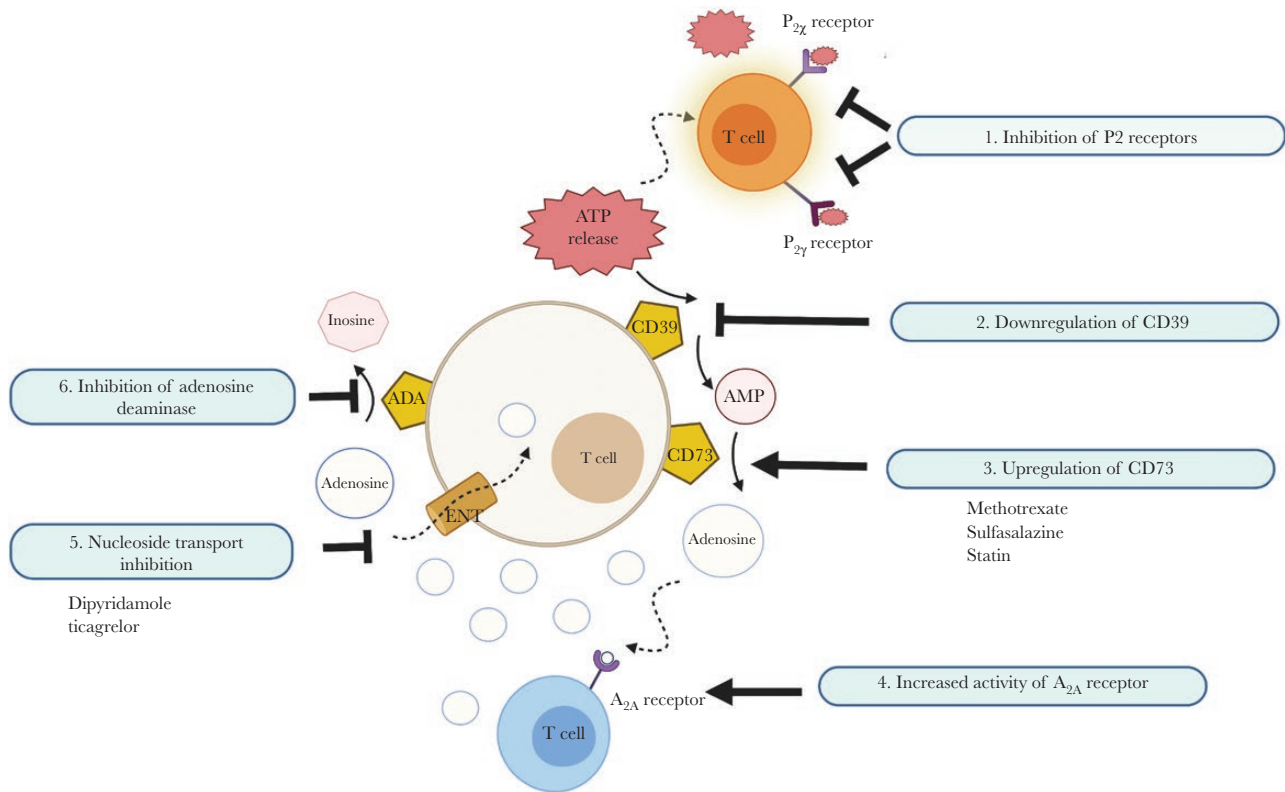 P2χ receptor
T cell
1. Inhibition of P2 receptors
ATP
release
P2γ receptor
Inosine
CD39
2. Downregulation of CD39
6. Inhibition of adenosine
deaminase
ADA
AMP
T cell
CD73
3. Upregulation of CD73
Methotrexate
Sulfasalazine
Statin
Adenosine
ENT
Adenosine
5. Nucleoside transport
inhibition
Dipyridamole
ticagrelor
A2A receptor
4. Increased activity of A2A receptor
T cell